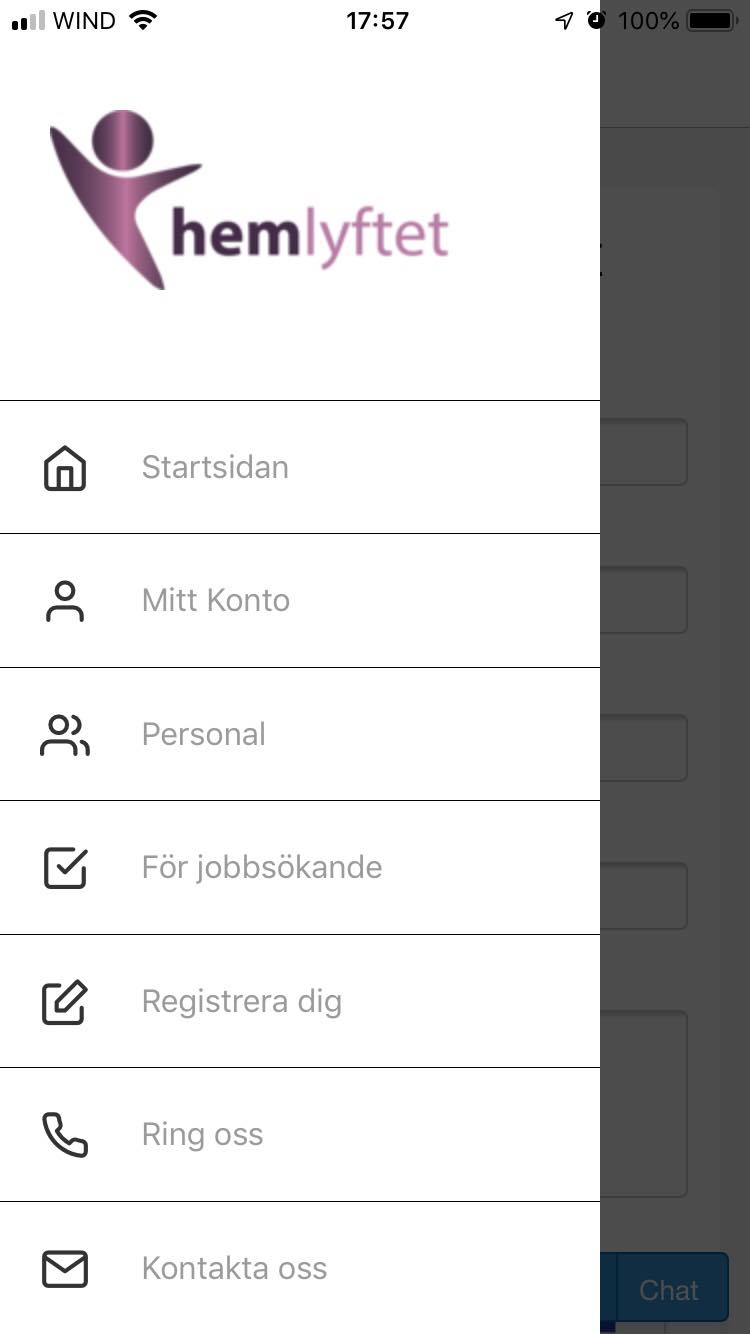 WIND 17:57 100%
hemlyftet
Startsidan
Mitt Konto
Personal
För jobbsökande
Registrera dig
Ring oss
Kontakta oss
Chat